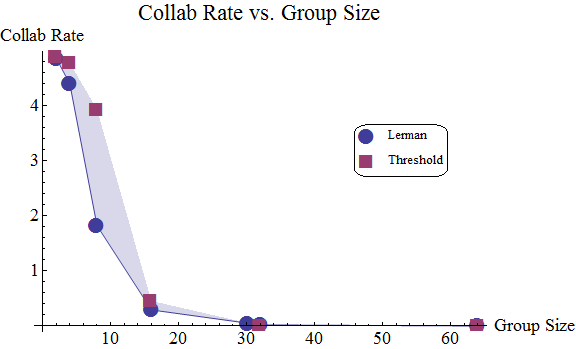 Collab Rate vs. Group Size
Collab Rate
4
3
2
1
Lerman
Threshold
10 20 30 40 50 60 Group Size